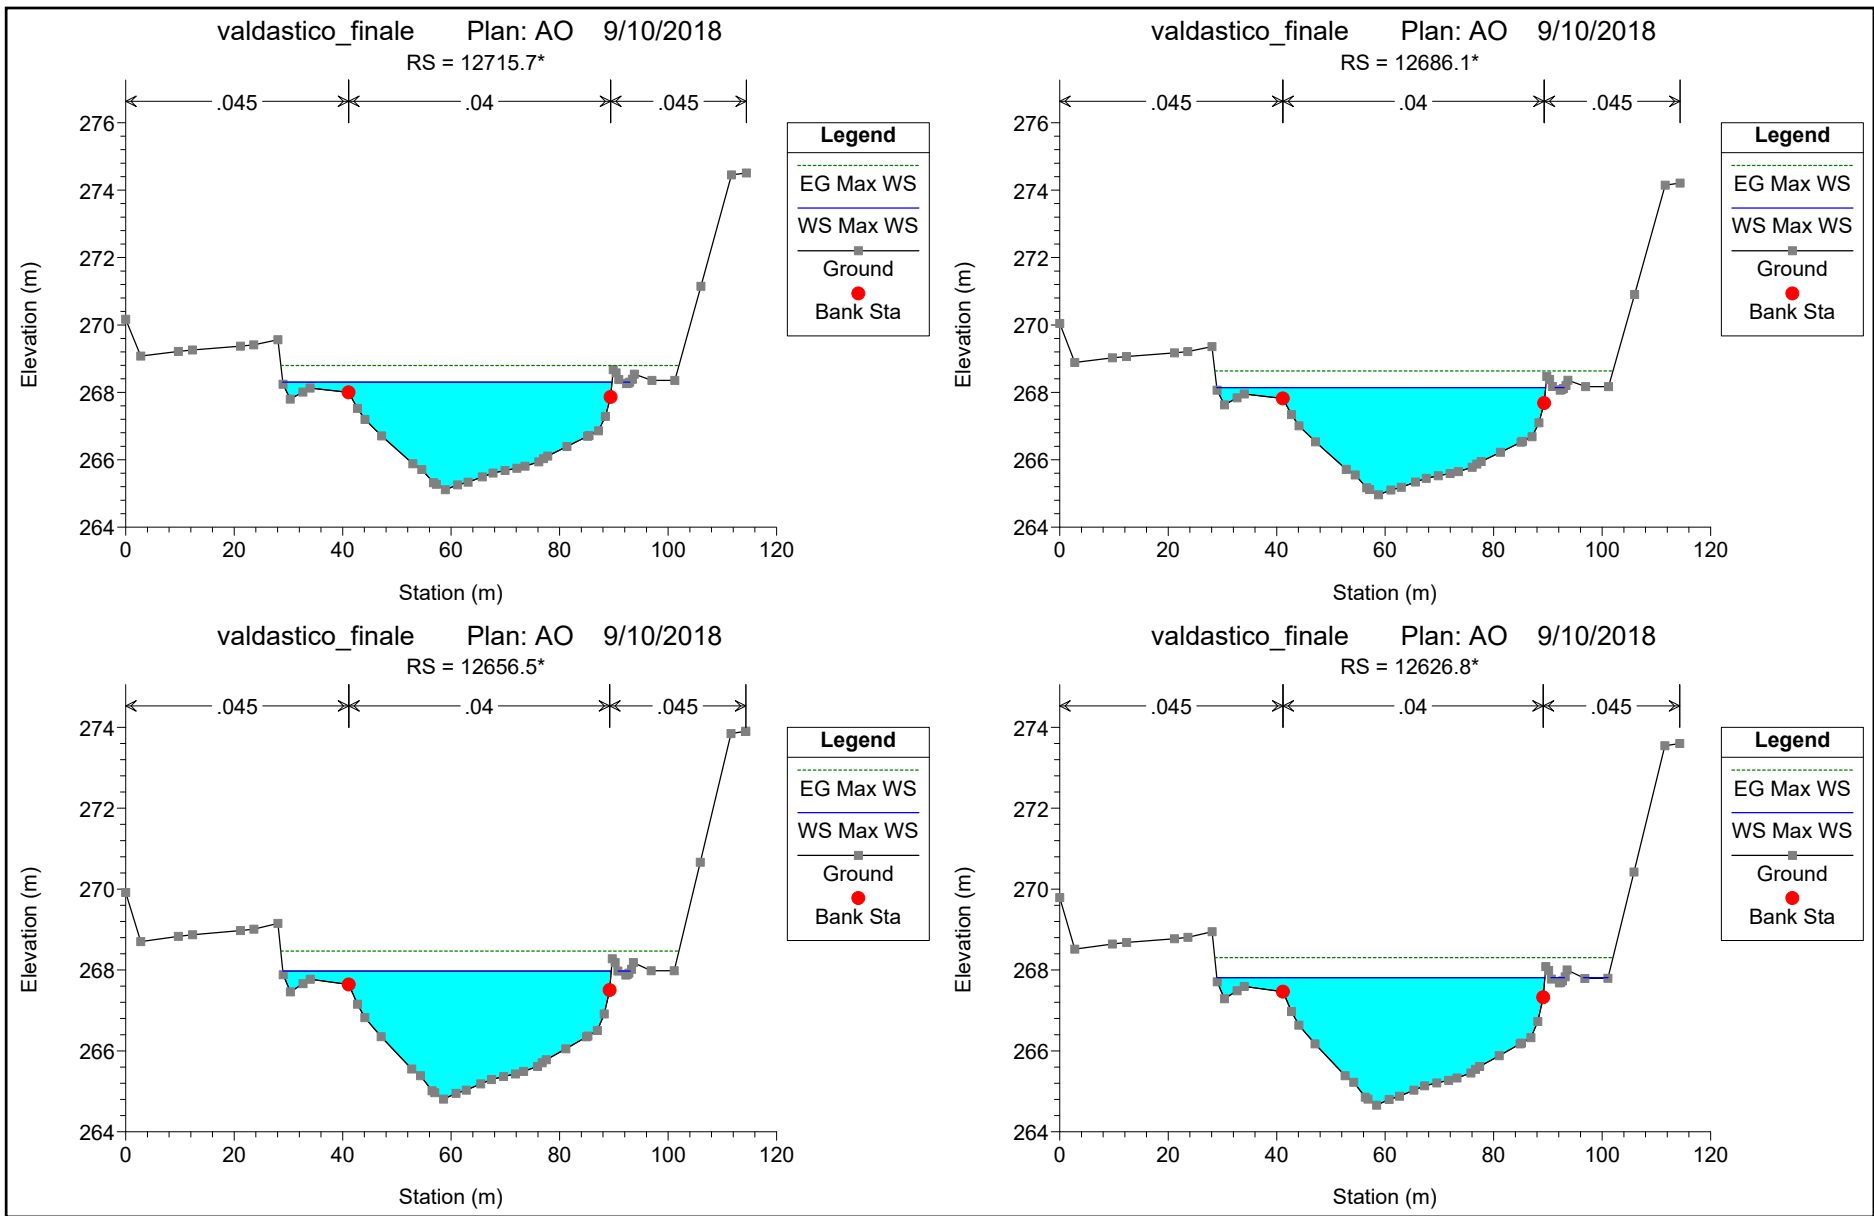 valdastico_finale Plan: AO 9/10/2018
RS = 12715.7*
.045 .04 .045
276
274
272
270
268
266
264
0 20 40 60 80 100 120
Elevation (m)
Station (m)
Legend
EG Max WS
WS Max WS
Ground
Bank Sta
valdastico_finale Plan: AO 9/10/2018
RS = 12686.1*
.045 .04 .045
276
274
272
270
268
266
264
0 20 40 60 80 100 120
Elevation (m)
Station (m)
Legend
EG Max WS
WS Max WS
Ground
Bank Sta
valdastico_finale Plan: AO 9/10/2018
RS = 12656.5*
.045 .04 .045
274
272
270
268
266
264
0 20 40 60 80 100 120
Elevation (m)
Station (m)
Legend
EG Max WS
WS Max WS
Ground
Bank Sta
valdastico_finale Plan: AO 9/10/2018
RS = 12626.8*
.045 .04 .045
274
272
270
268
266
264
0 20 40 60 80 100 120
Elevation (m)
Station (m)
Legend
EG Max WS
WS Max WS
Ground
Bank Sta